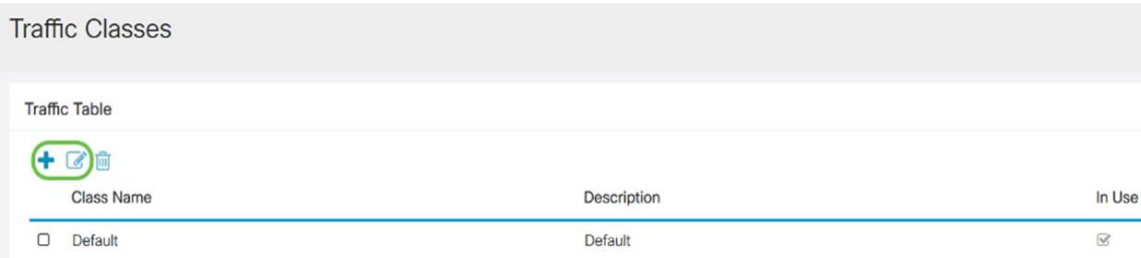 Traffic Classes
Traffic Table
Class Name Description In Use
Default Default